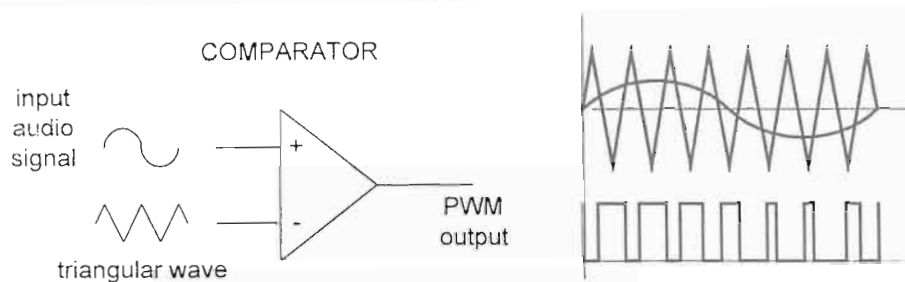 COMPARATOR
input
audio
signal
+
-
PWM
output
triangular wave